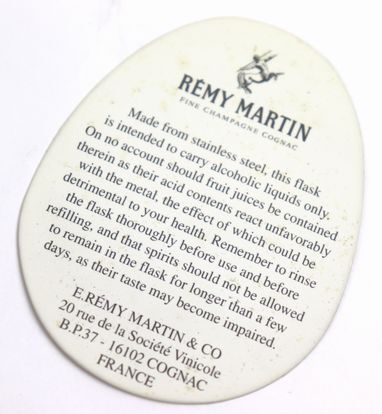 RÉMY MARTIN
FINE CHAMPAGNE COGNAC
Made from stainless steel, this flask
is intended to carry alcoholic liquids only.
On no account should fruit juices be contained
therein as their acid contents react unfavorably
with the metal, the effect of which could be
detrimental to your health. Remember to rinse
the flask thoroughly before use and before
refilling, and that spirits should not be allowed
to remain in the flask for longer than a few
days, as their taste may become impaired.
E.RÉMY MARTIN & CO
20 rue de la Société Vinicole
B.P.37 - 16102 COGNAC
FRANCE